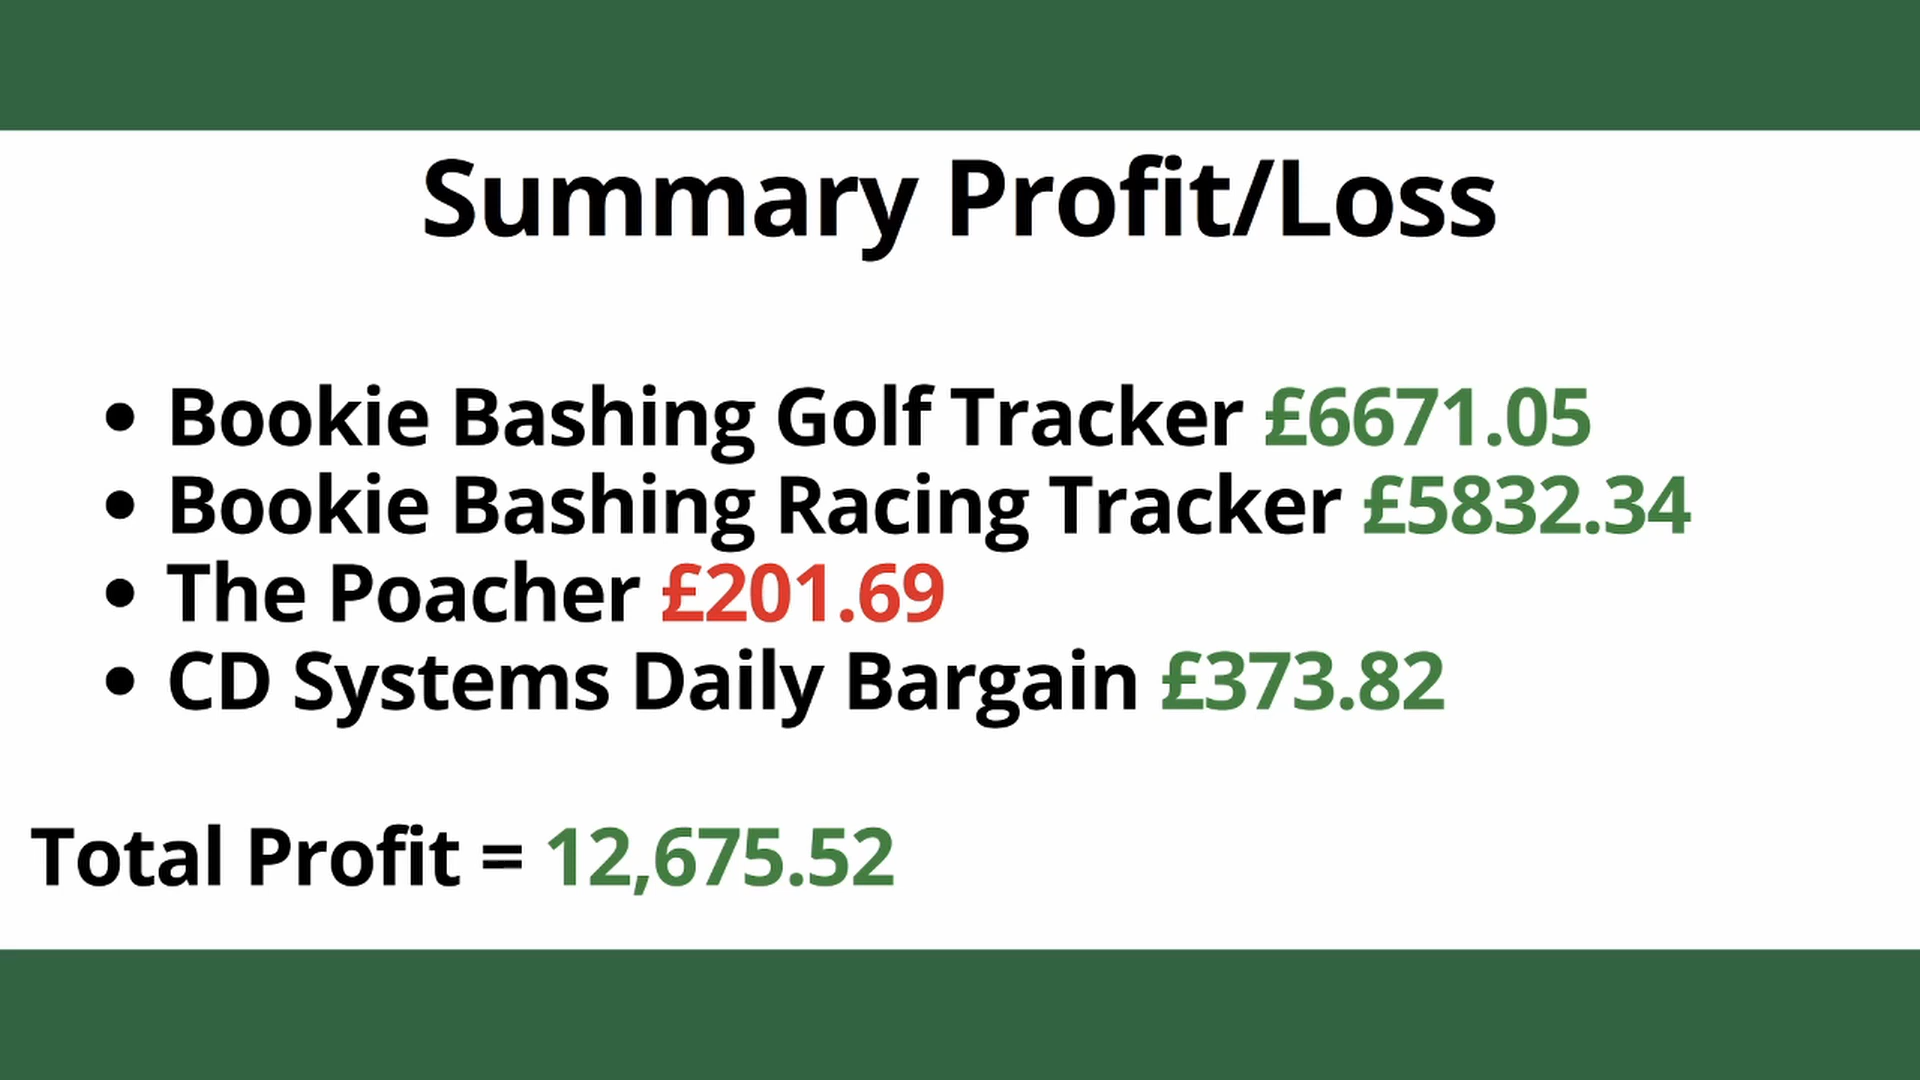 Summary Profit/Loss
• Bookie Bashing Golf Tracker £6671.05
• Bookie Bashing Racing Tracker £5832.34
• The Poacher £201.69
• CD Systems Daily Bargain £373.82
Total Profit = 12,675.52